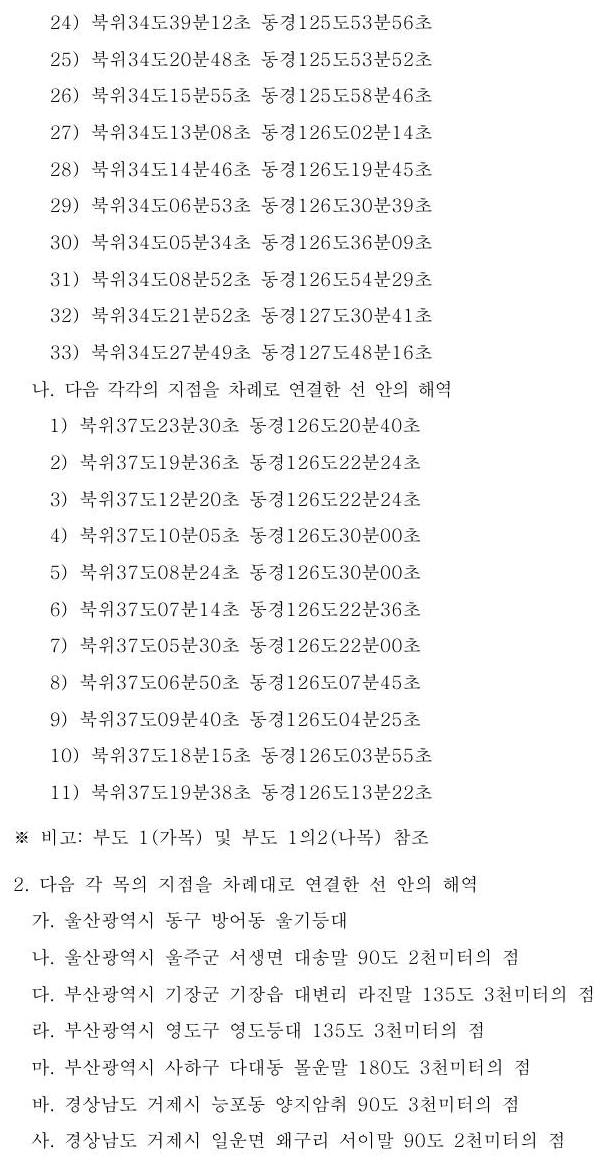 24) 북위34도39분12초 동경125도53분56초
25) 북위34도20분48초 동경125도53분52초
26) 북위34도15분55초 동경125도58분46초
27) 북위34도13분08초 동경126도02분14초
28) 북위34도14분46초 동경126도19분45초
29) 북위34도06분53초 동경126도30분39초
30) 북위34도05분34초 동경126도36분09초
31) 북위34도08분52초 동경126도54분29초
32) 북위34도21분52초 동경127도30분41초
33) 북위34도27분49초 동경127도48분16초
나. 다음 각각의 지점을 차례로 연결한 선 안의 해역
1) 북위37도23분30초 동경126도20분40초
2) 북위37도19분36초 동경126도22분24초
3) 북위37도12분20초 동경126도22분24초
4) 북위37도10분05초 동경126도30분00초
5) 북위37도08분24초 동경126도30분00초
6) 북위37도07분14초 동경126도22분36초
7) 북위37도05분30초 동경126도22분00초
8) 북위37도06분50초 동경126도07분45초
9) 북위37도09분40초 동경126도04분25초
10) 북위37도18분15초 동경126도03분55초
11) 북위37도19분38초 동경126도13분22초
※ 비고: 부도 1(가목) 및 부도 1의2(나목) 참조
2. 다음 각 목의 지점을 차례대로 연결한 선 안의 해역
가. 울산광역시 동구 방어동 울기등대
나. 울산광역시 울주군 서생면 대송말 90도 2천미터의 점
다. 부산광역시 기장군 기장읍 대변리 라진말 135도 3천미터의 점
라. 부산광역시 영도구 영도등대 135도 3천미터의 점
마. 부산광역시 사하구 다대동 몰운말 180도 3천미터의 점
바. 경상남도 거제시 능포동 양지암취 90도 3천미터의 점
사. 경상남도 거제시 일운면 왜구리 서이말 90도 2천미터의 점